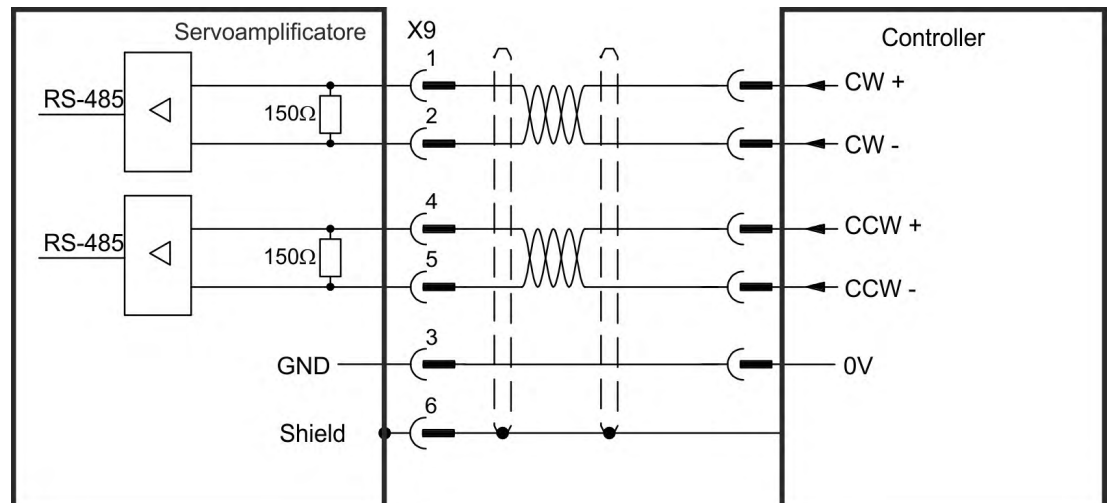 Servoamplificatore
X9
Controller
1
CW +
RS-485
150Ω
2
CW -
4
CCW +
RS-485
150Ω
5
CCW -
3
GND
0V
6
Shield